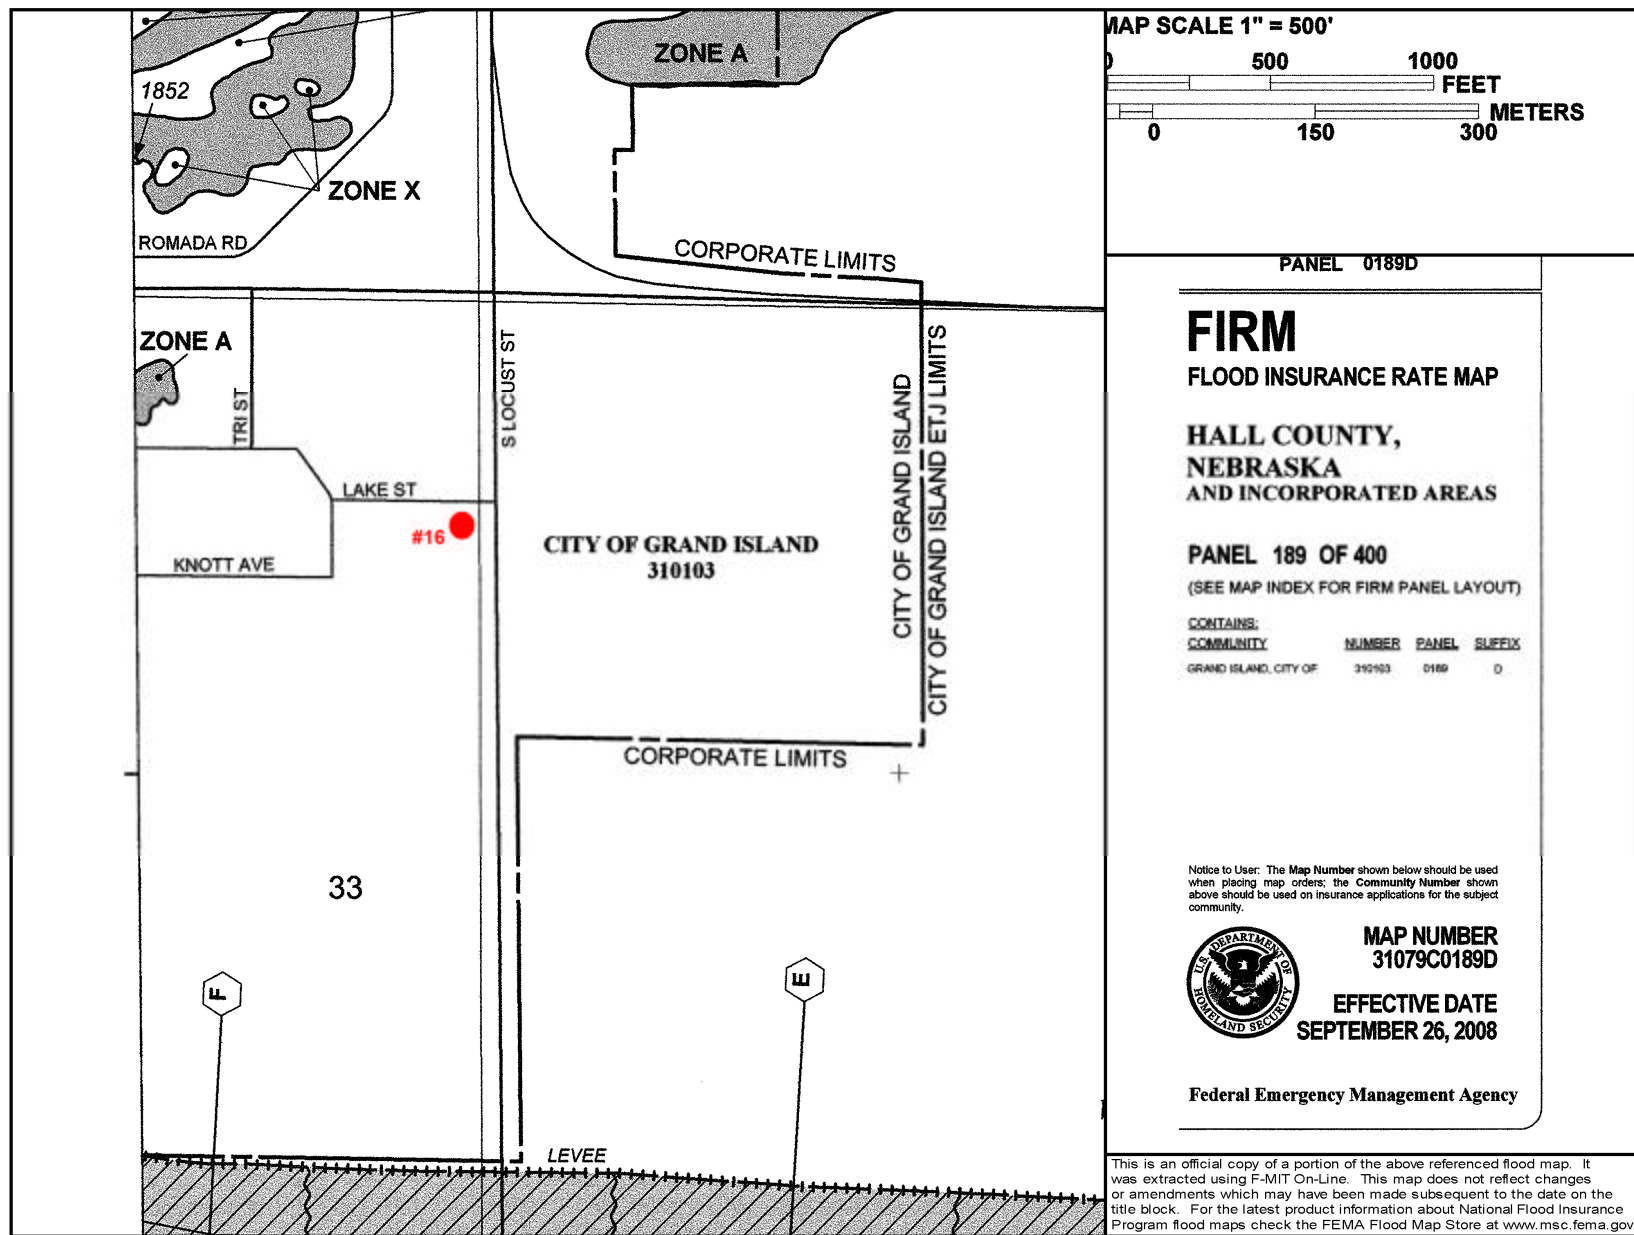 ZONE A
1852
ZONE X
ROMADA RD
CORPORATE LIMITS
ZONE A
TRI ST
S LOCUST ST
CITY OF GRAND ISLAND
CITY OF GRAND ISLAND ETJ LIMITS
LAKE ST
#16
KNOTT AVE
CITY OF GRAND ISLAND
310103
CORPORATE LIMITS
33
F
E
LEVEE
MAP SCALE 1" = 500'
0 500 1000
FEET
METERS
0 150 300
PANEL 0189D
FIRM
FLOOD INSURANCE RATE MAP
HALL COUNTY,
NEBRASKA
AND INCORPORATED AREAS
PANEL 189 OF 400
(SEE MAP INDEX FOR FIRM PANEL LAYOUT)
CONTAINS:
COMMUNITY NUMBER PANEL SUFFIX
GRAND ISLAND, CITY OF 310103 0189 D
Notice to User: The Map Number shown below should be used
when placing map orders; the Community Number shown
above should be used on insurance applications for the subject
community.
U.S. DEPARTMENT OF HOMELAND SECURITY
MAP NUMBER
31079C0189D
EFFECTIVE DATE
SEPTEMBER 26, 2008
Federal Emergency Management Agency
This is an official copy of a portion of the above referenced flood map. It
was extracted using F-MIT On-Line. This map does not reflect changes
or amendments which may have been made subsequent to the date on the
title block. For the latest product information about National Flood Insurance
Program flood maps check the FEMA Flood Map Store at www.msc.fema.gov